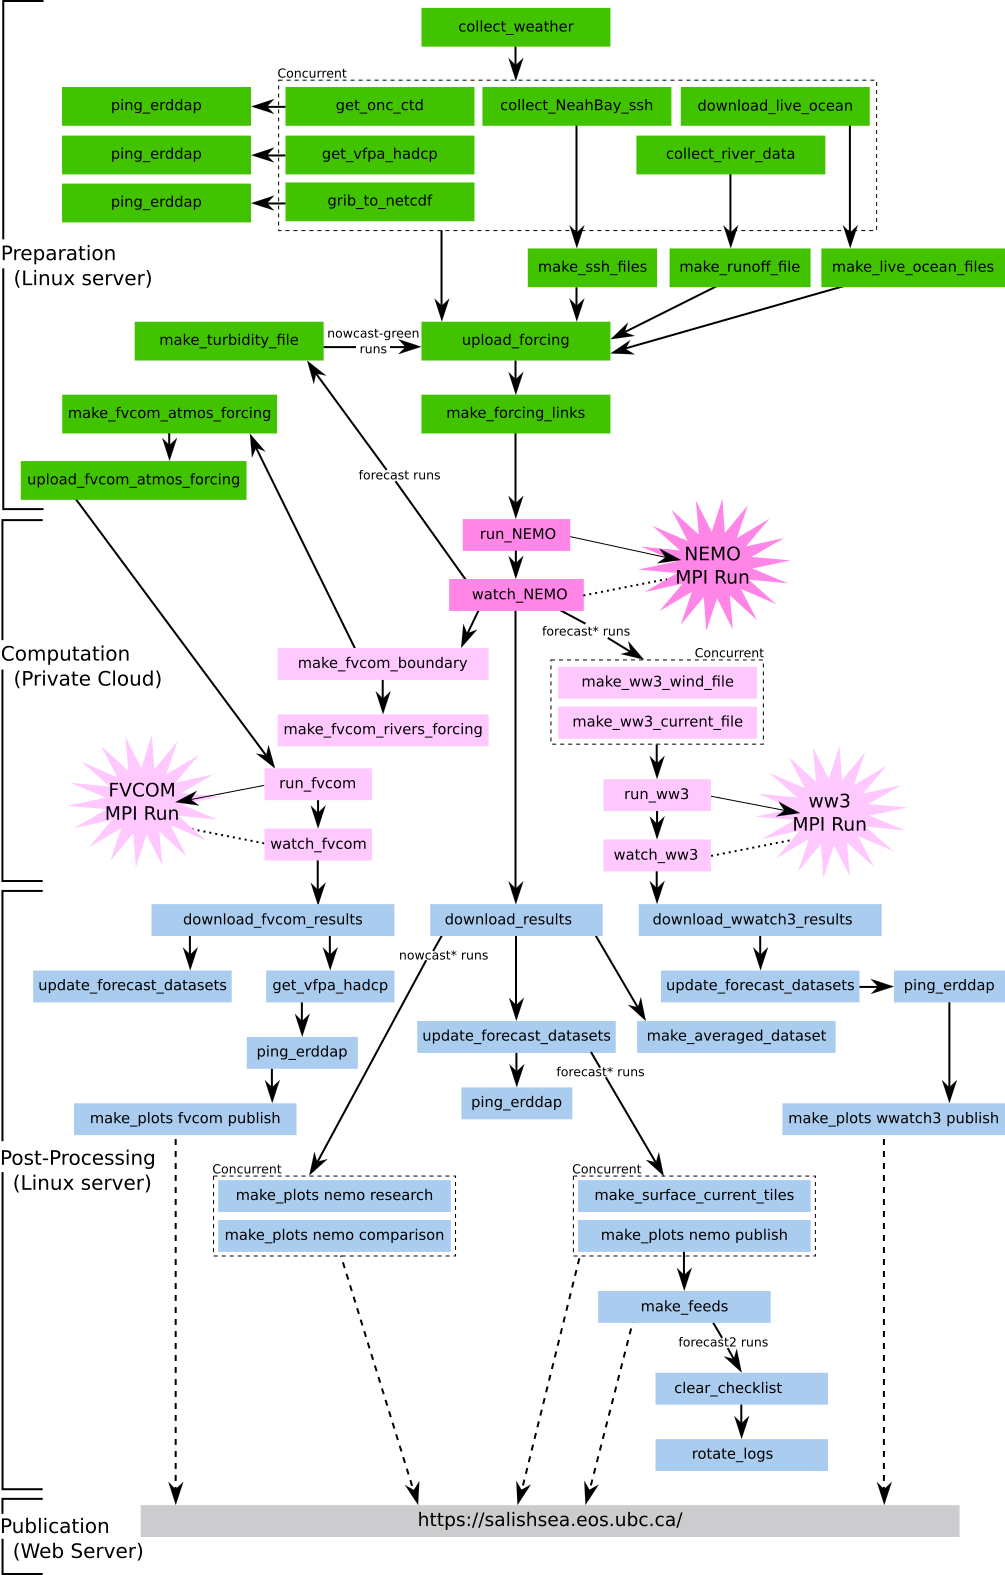 collect_weather
Concurrent
ping_erddap
get_onc_ctd
collect_NeahBay_ssh
download_live_ocean
ping_erddap
get_vfpa_hadcp
collect_river_data
ping_erddap
grib_to_netcdf
Preparation
(Linux server)
make_ssh_files
make_runoff_file
make_live_ocean_files
make_turbidity_file
nowcast-green
runs
upload_forcing
make_fvcom_atmos_forcing
make_forcing_links
upload_fvcom_atmos_forcing
forecast runs
run_NEMO
NEMO
MPI Run
watch_NEMO
forecast* runs
Computation
(Private Cloud)
make_fvcom_boundary
Concurrent
make_ww3_wind_file
make_fvcom_rivers_forcing
make_ww3_current_file
FVCOM
MPI Run
run_fvcom
run_ww3
ww3
MPI Run
watch_fvcom
watch_ww3
download_fvcom_results
download_results
download_wwatch3_results
nowcast* runs
update_forecast_datasets
get_vfpa_hadcp
update_forecast_datasets
ping_erddap
update_forecast_datasets
make_averaged_dataset
ping_erddap
forecast* runs
ping_erddap
make_plots fvcom publish
make_plots wwatch3 publish
Post-Processing
(Linux server)
Concurrent
make_plots nemo research
make_plots nemo comparison
Concurrent
make_surface_current_tiles
make_plots nemo publish
make_feeds
forecast2 runs
clear_checklist
rotate_logs
Publication
(Web Server)
https://salishsea.eos.ubc.ca/